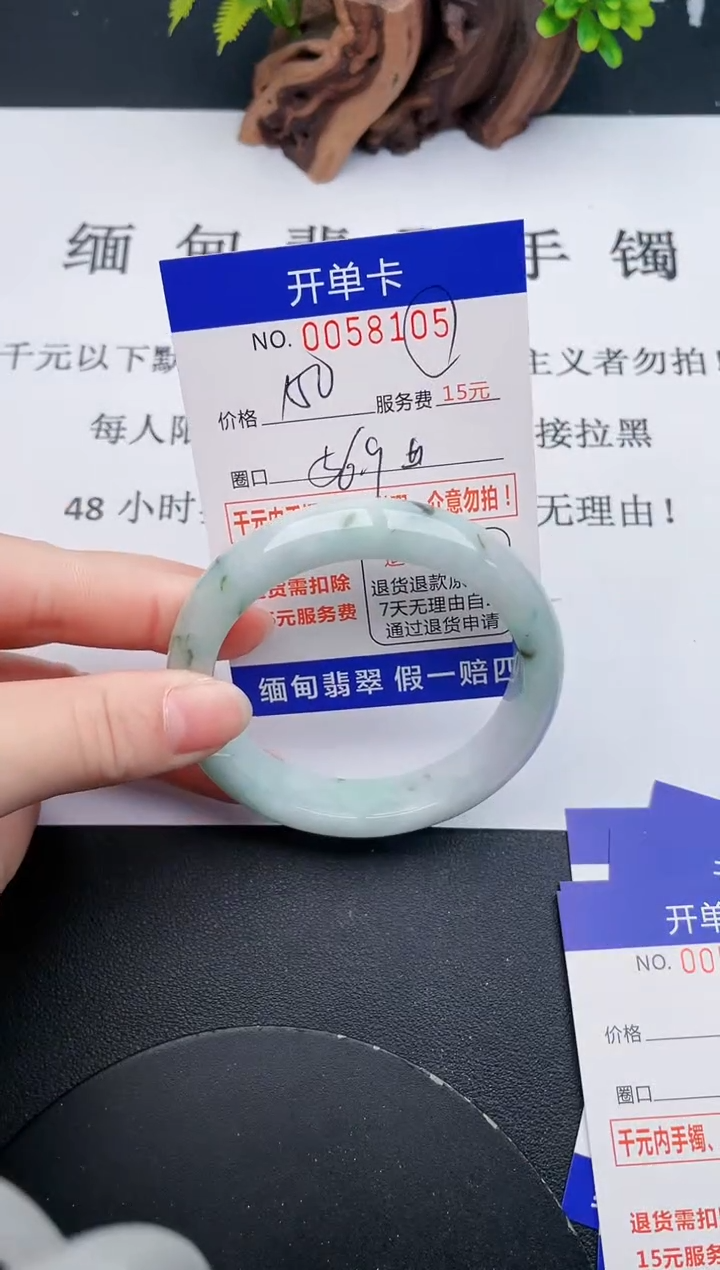 缅甸翡 手镯
开单卡
NO. 0058105
千元以下默 主义者勿拍！
价格 服务费 15元
每人 接拉黑
圈口 56.9
48 小时 无理由！
千元内 介意勿拍！
货需扣除
元服务费
退货退款
7天无理由自
通过退货申请
缅甸翡翠 假一赔四
开单
NO. 00
价格
圈口
千元内手镯、
退货需扣
15元服务